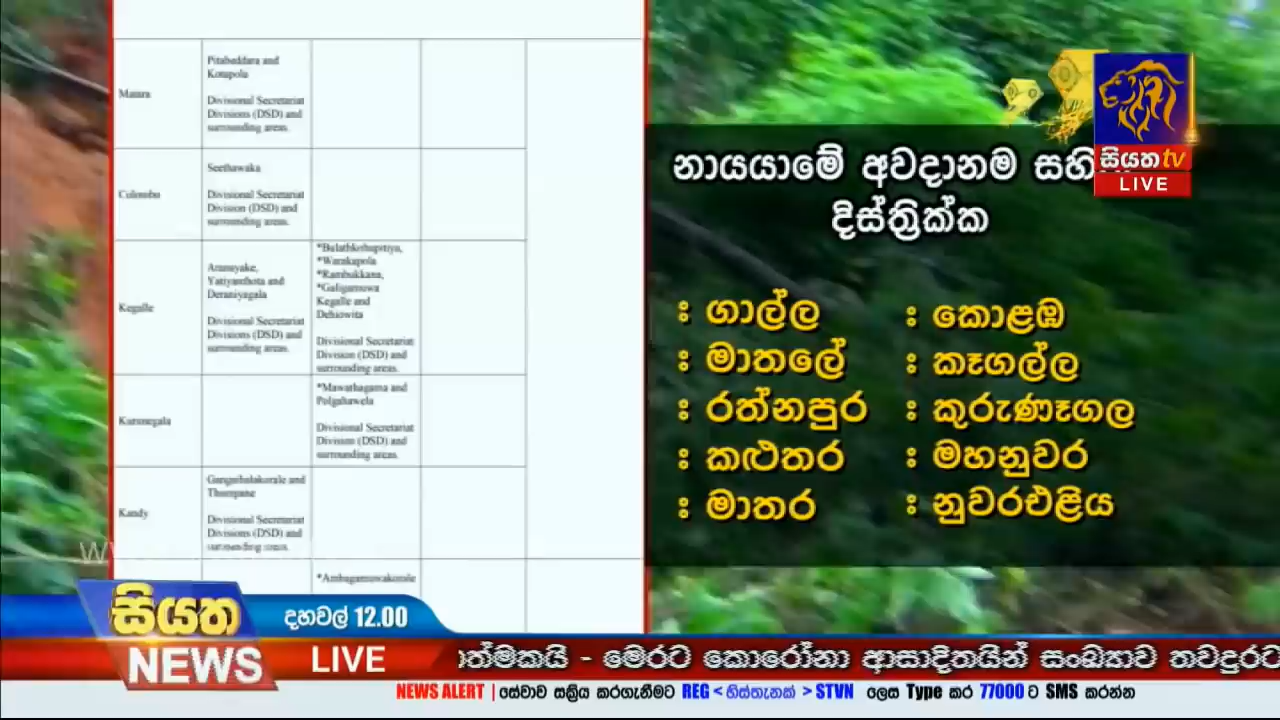 Pitabaddara and
Kotapola
Matara
Divisional Secretariat
Divisions (DSD) and
surrounding areas.
Seethawaka
Colombo
Divisional Secretariat
Division (DSD) and
surrounding areas.
*Bulathkohupitiya,
*Warakapola
*Rambukkana,
*Galigamuwa
Kegalle and
Dehiowita
Divisional Secretariat
Division (DSD) and
surrounding areas.
Aranayake,
Yatiyanthota and
Deraniyagala
Kegalle
Divisional Secretariat
Divisions (DSD) and
surrounding areas.
*Mawathagama and
Polgahawela
Kurunegala
Divisional Secretariat
Division (DSD) and
surrounding areas.
Gangaihalakorale and
Thumpane
Kandy
Divisional Secretariat
Divisions (DSD) and
surrounding areas.
*Ambagamuwakorale
නායයාමේ අවදානම
දිස්ත්‍රික්ක
: ගාල්ල : කොළඹ
: මාතලේ : කෑගල්ල
: රත්නපුර : කුරුණෑගල
: කළුතර : මහනුවර
: මාතර : නුවරඑළිය
සියත tv
LIVE
සියත දහවල් 12.00
NEWS LIVE
ාත්මකයි - මෙරට කොරෝනා ආසාදිතයින් සංඛ්‍යාව තවදුරට
NEWS ALERT | සේවාව සක්‍රිය කරගැනීමට REG < හිස්තැනක් > STVN ලෙස Type කර 77000 ට SMS කරන්න